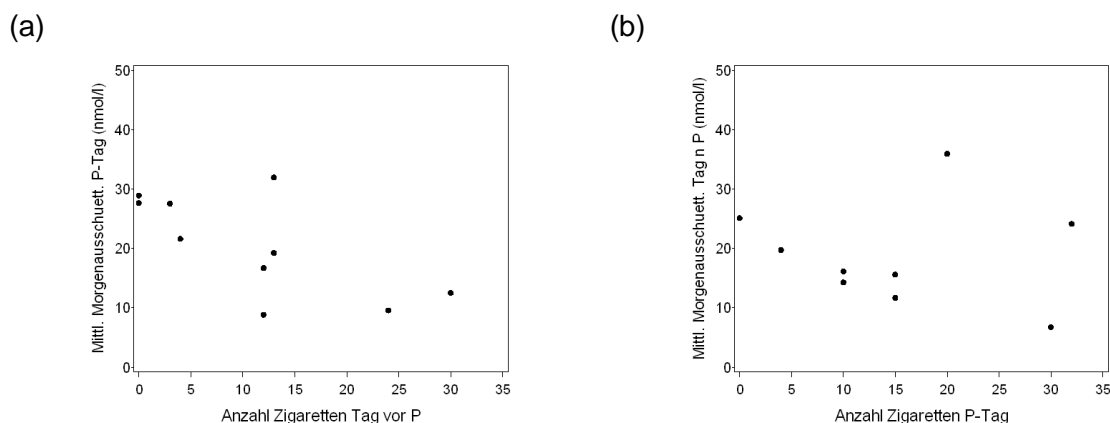 (a)
50
40
30
20
10
0
Mittl. Morgenausschuett. P-Tag (nmol/l)
0 5 10 15 20 25 30 35
Anzahl Zigaretten Tag vor P
(b)
50
40
30
20
10
0
Mittl. Morgenausschuett. Tag n P (nmol/l)
0 5 10 15 20 25 30 35
Anzahl Zigaretten P-Tag